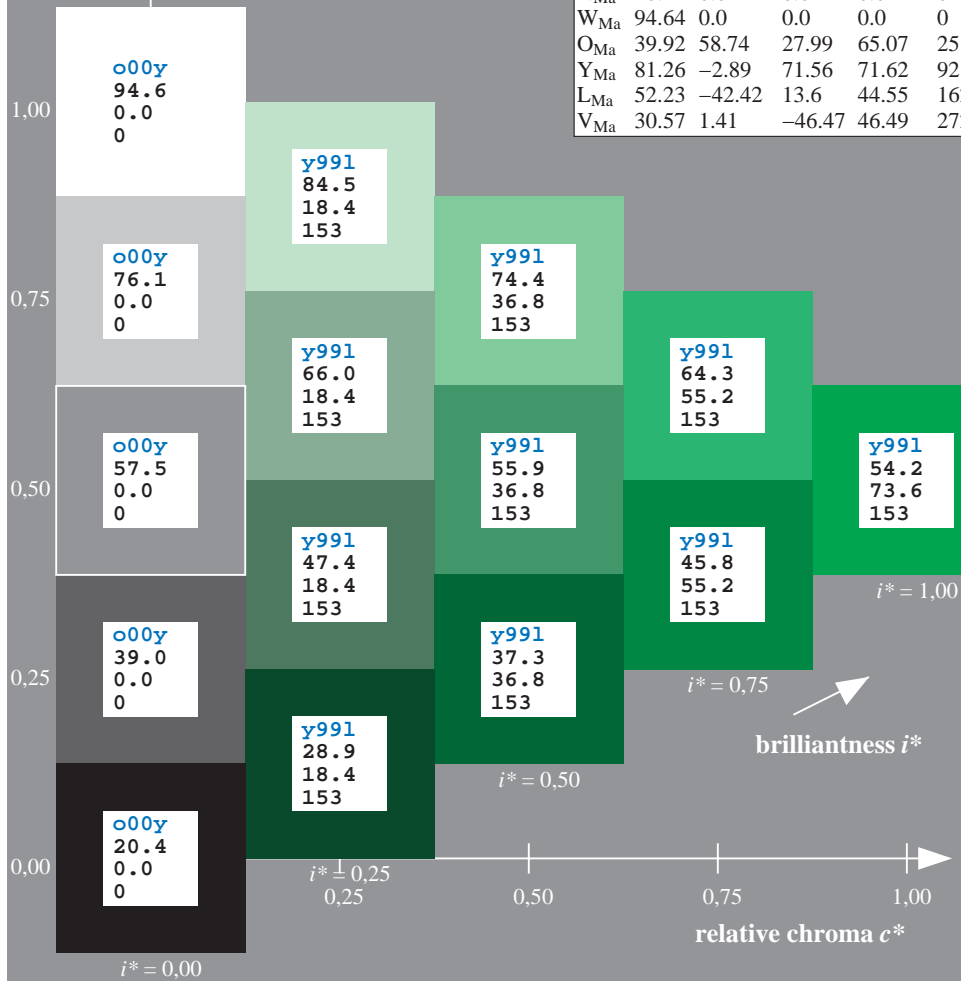 W Ma 94.64 0.0 0.0 0.0 0
O Ma 39.92 58.74 27.99 65.07 25
Y Ma 81.26 −2.89 71.56 71.62 92
L Ma 52.23 −42.42 13.6 44.55
V Ma 30.57 1.41 −46.47 46.49
o00y
94.6
0.0
0
1,00
y99l
84.5
18.4
153
o00y
76.1
0.0
0
y99l
74.4
36.8
153
0,75
y99l
66.0
18.4
153
y99l
64.3
55.2
153
o00y
57.5
0.0
0
y99l
55.9
36.8
153
y99l
54.2
73.6
153
0,50
y99l
47.4
18.4
153
y99l
45.8
55.2
153
i* = 1,00
o00y
39.0
0.0
0
y99l
37.3
36.8
153
0,25
i* = 0,75
y99l
28.9
18.4
153
brilliantness i*
i* = 0,50
o00y
20.4
0.0
0
0,00
i* = 0,25
0,25
0,50
0,75
1,00
relative chroma c*
i* = 0,00